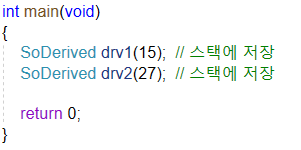 int main(void)
{
    SoDerived drv1(15);  // 스택에 저장
    SoDerived drv2(27);  // 스택에 저장

    return 0;
}